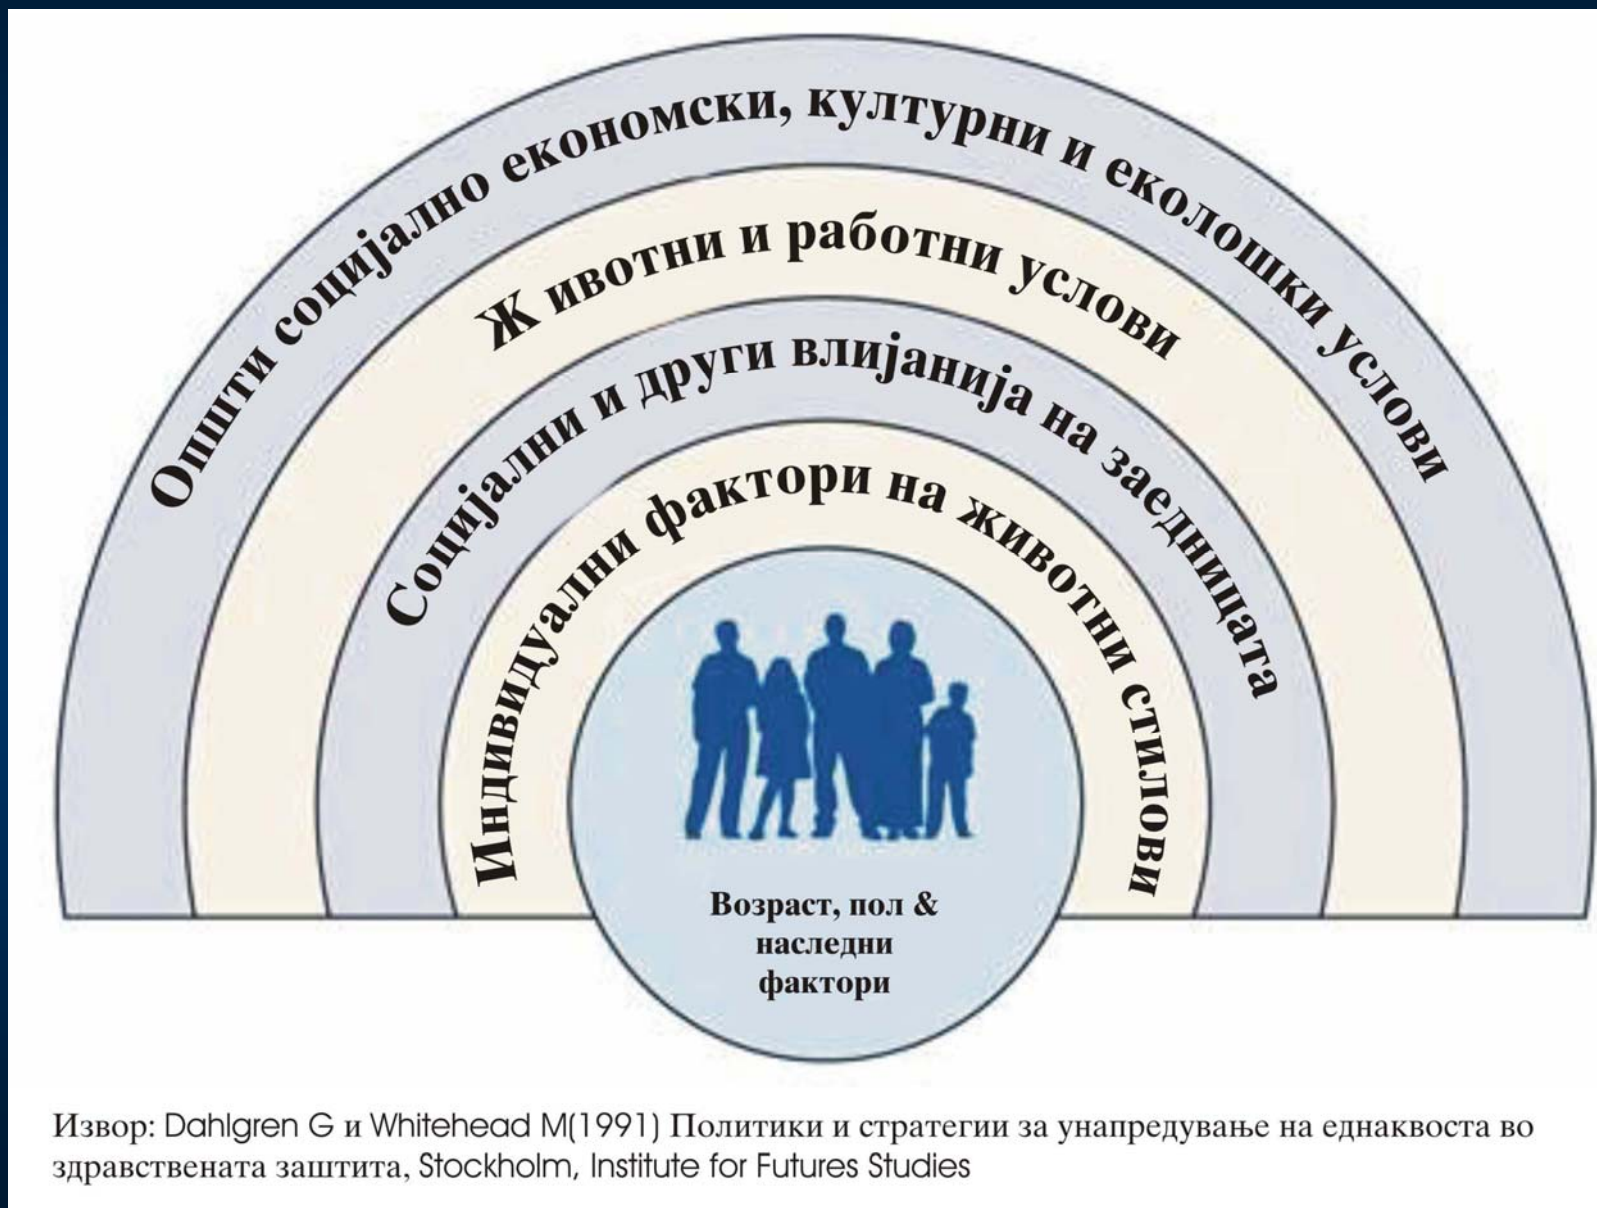 Општи социјално економски, културни и еколошки услови
Ж ивотни и работни услови
Социјални и други влијанија на заедницата
Индивидуални фактори на животни стилови
Возраст, пол &
наследни
фактори
Извор: Dahlgren G и Whitehead M(1991) Политики и стратегии за унапредување на еднаквоста во
здравствената заштита, Stockholm, Institute for Futures Studies